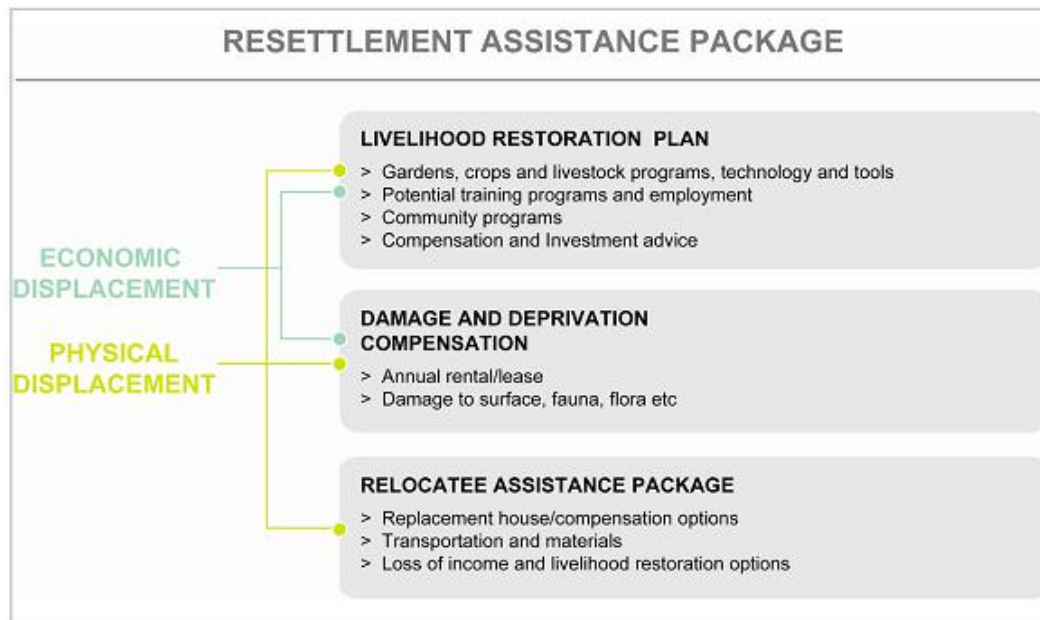 RESETTLEMENT ASSISTANCE PACKAGE
ECONOMIC
DISPLACEMENT
PHYSICAL
DISPLACEMENT
LIVELIHOOD RESTORATION PLAN
> Gardens, crops and livestock programs, technology and tools
> Potential training programs and employment
> Community programs
> Compensation and Investment advice
DAMAGE AND DEPRIVATION
COMPENSATION
> Annual rental/lease
> Damage to surface, fauna, flora etc
RELOCATEE ASSISTANCE PACKAGE
> Replacement house/compensation options
> Transportation and materials
> Loss of income and livelihood restoration options